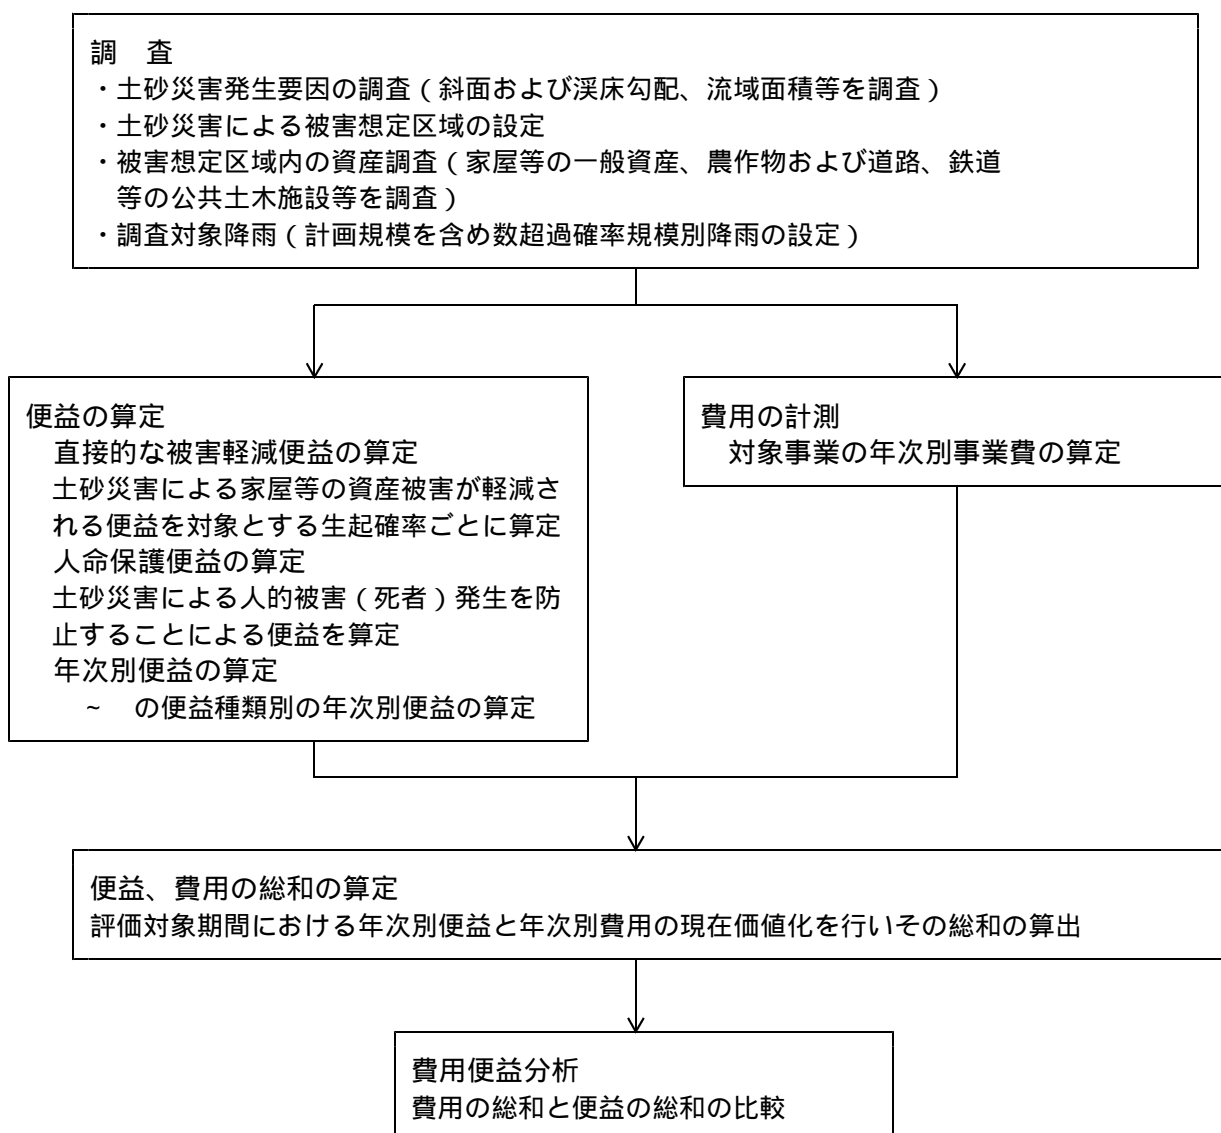 調　査
・土砂災害発生要因の調査（斜面および渓床勾配、流域面積等を調査）
・土砂災害による被害想定区域の設定
・被害想定区域内の資産調査（家屋等の一般資産、農作物および道路、鉄道
等の公共土木施設等を調査）
・調査対象降雨（計画規模を含め数超過確率規模別降雨の設定）
便益の算定
直接的な被害軽減便益の算定
土砂災害による家屋等の資産被害が軽減さ
れる便益を対象とする生起確率ごとに算定
人命保護便益の算定
土砂災害による人的被害（死者）発生を防
止することによる便益を算定
年次別便益の算定
~　の便益種類別の年次別便益の算定
費用の計測
対象事業の年次別事業費の算定
便益、費用の総和の算定
評価対象期間における年次別便益と年次別費用の現在価値化を行いその総和の算出
費用便益分析
費用の総和と便益の総和の比較